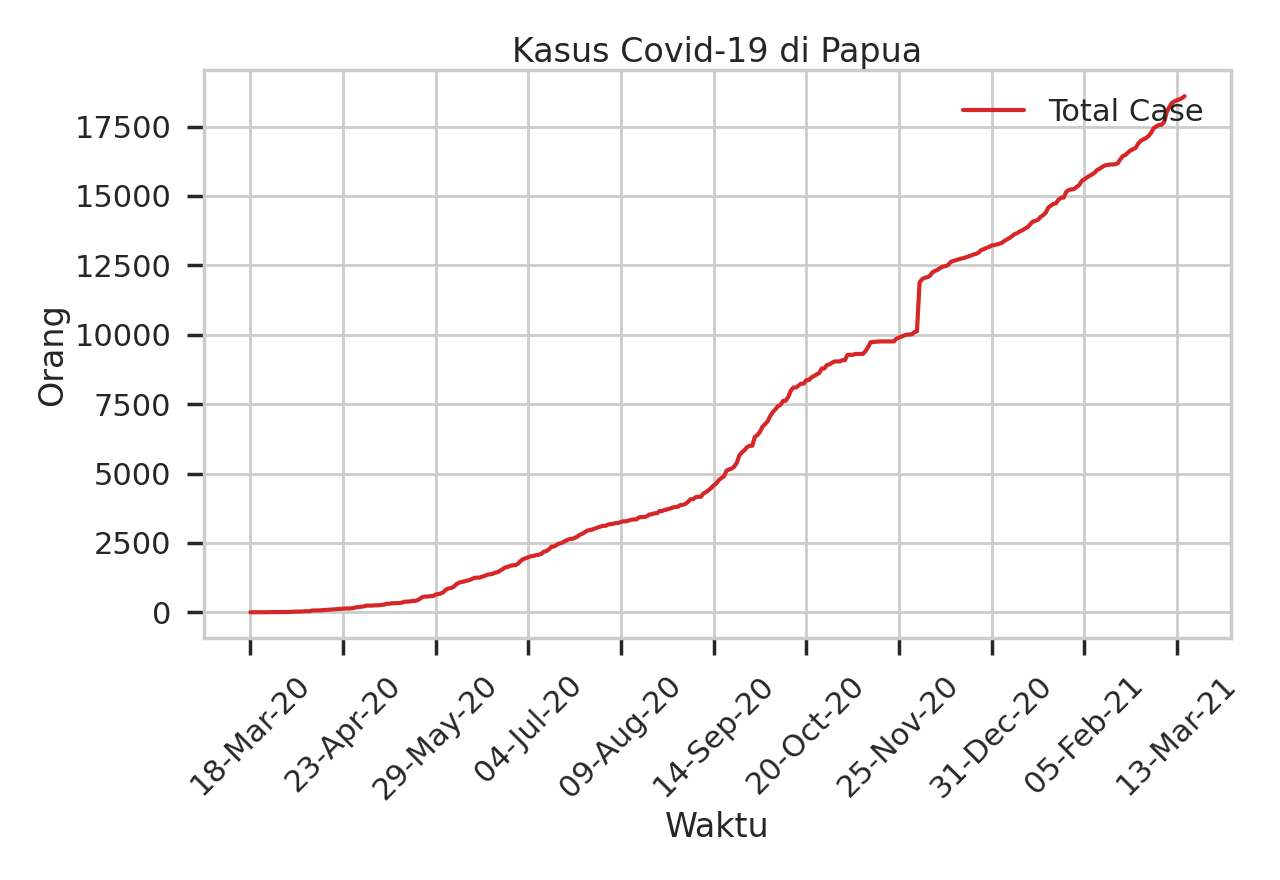 Kasus Covid-19 di Papua
Total Case
17500
15000
12500
10000
7500
5000
2500
0
Orang
18-Mar-20
23-Apr-20
29-May-20
04-Jul-20
09-Aug-20
14-Sep-20
20-Oct-20
25-Nov-20
31-Dec-20
05-Feb-21
13-Mar-21
Waktu